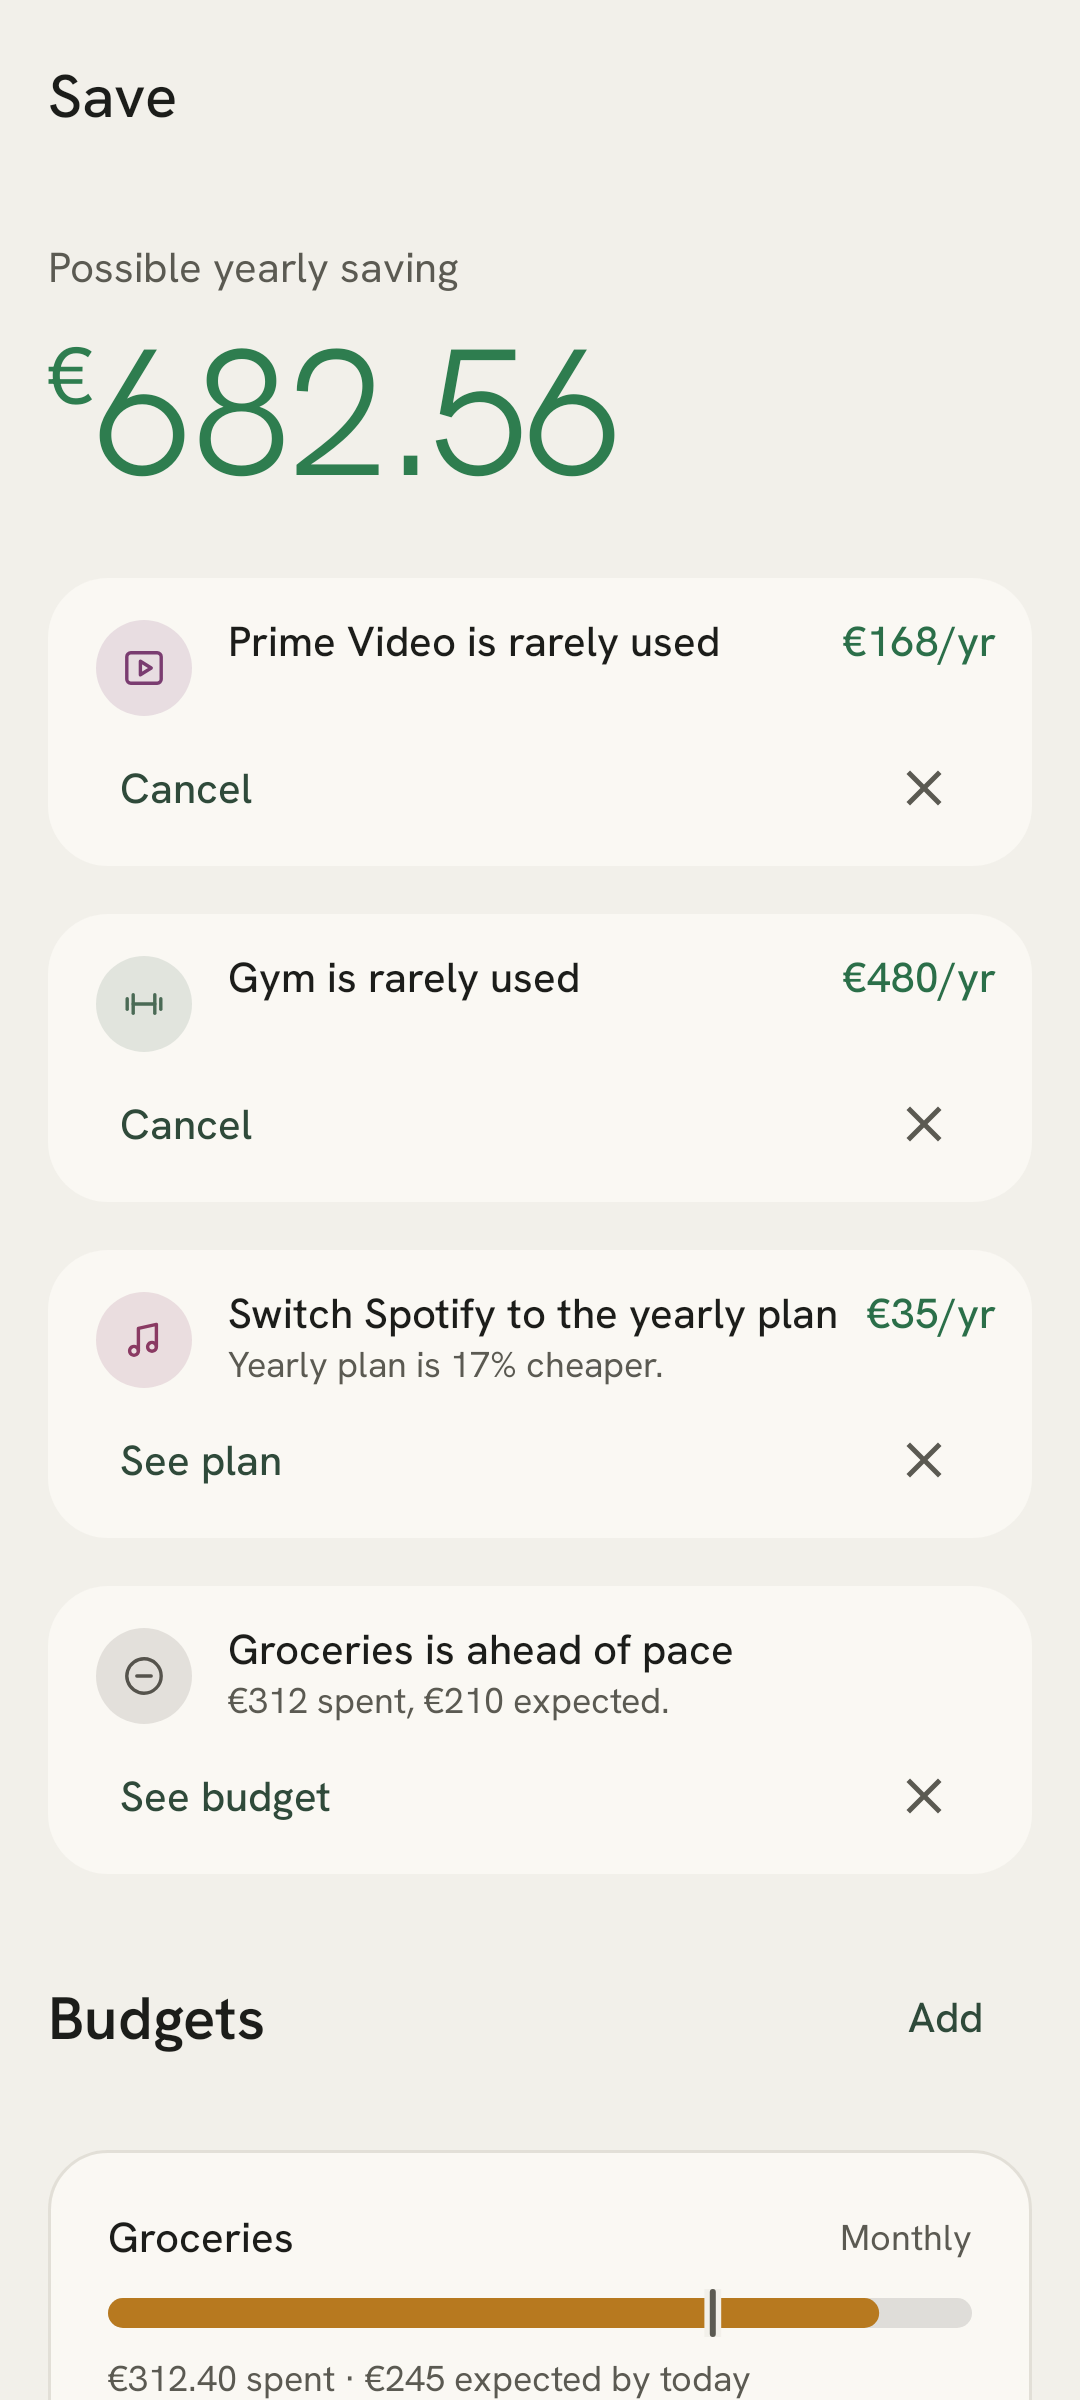 Save
Possible yearly saving
€682.56
Prime Video is rarely used €168/yr
Cancel
Gym is rarely used €480/yr
Cancel
Switch Spotify to the yearly plan €35/yr
Yearly plan is 17% cheaper.
See plan
Groceries is ahead of pace
€312 spent, €210 expected.
See budget
Budgets Add
Groceries Monthly
€312.40 spent · €245 expected by today